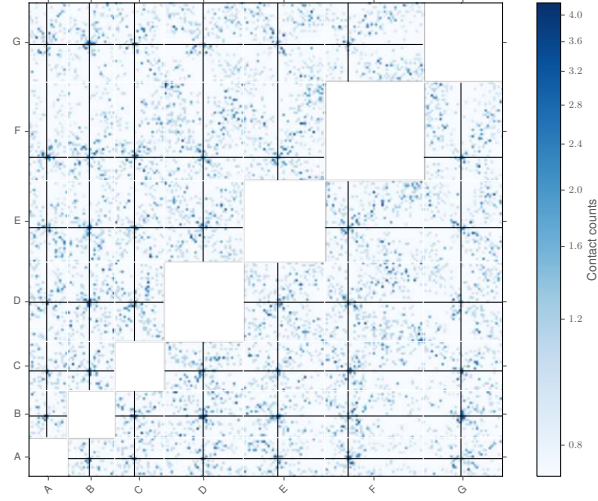 G
F
E
D
C
B
A
A B C D E F G
4.0
3.6
3.2
2.8
2.4
2.0
1.6
1.2
0.8
Contact counts